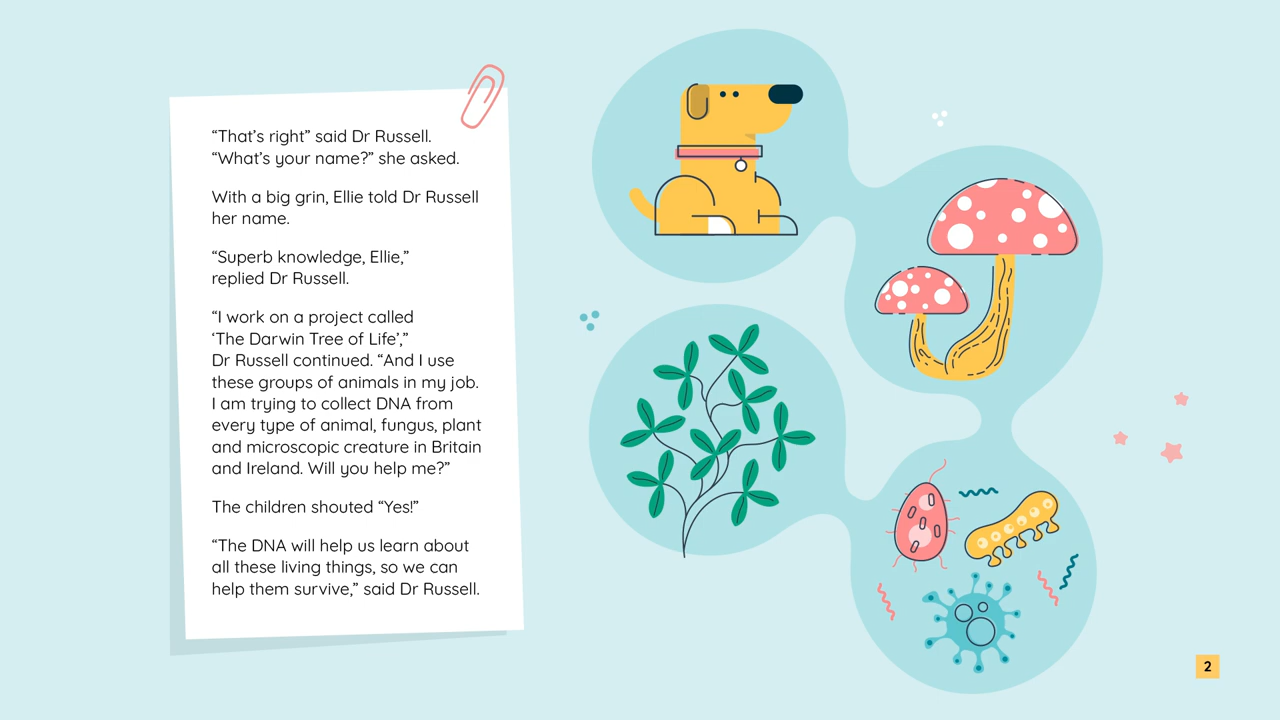 “That’s right” said Dr Russell.
“What’s your name?” she asked.
With a big grin, Ellie told Dr Russell
her name.
“Superb knowledge, Ellie,”
replied Dr Russell.
“I work on a project called
‘The Darwin Tree of Life’,”
Dr Russell continued. “And I use
these groups of animals in my job.
I am trying to collect DNA from
every type of animal, fungus, plant
and microscopic creature in Britain
and Ireland. Will you help me?”
The children shouted “Yes!”
“The DNA will help us learn about
all these living things, so we can
help them survive,” said Dr Russell.
2